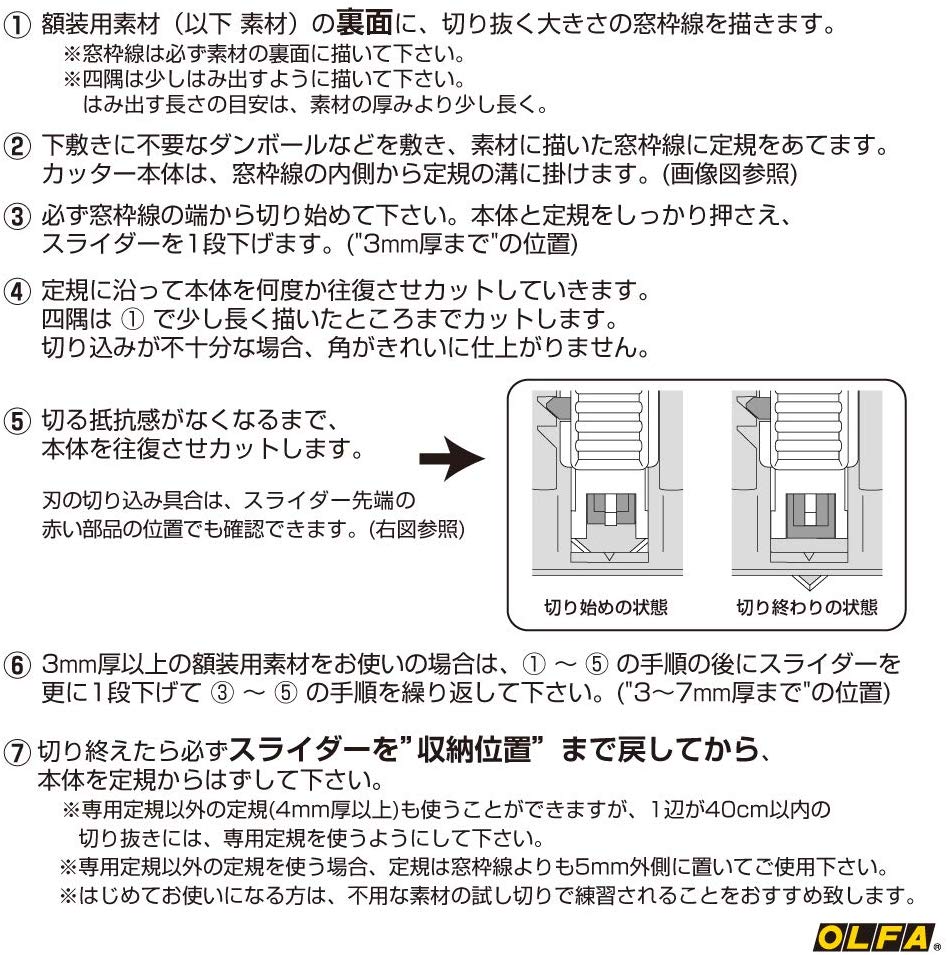 ① 額装用素材（以下 素材）の裏面に、切り抜く大きさの窓枠線を描きます。
※窓枠線は必ず素材の裏面に描いて下さい。
※四隅は少しはみ出すように描いて下さい。
はみ出す長さの目安は、素材の厚みより少し長く。
② 下敷きに不要なダンボールなどを敷き、素材に描いた窓枠線に定規をあてます。
カッター本体は、窓枠線の内側から定規の溝に掛けます。(画像図参照)
③ 必ず窓枠線の端から切り始めて下さい。本体と定規をしっかり押さえ、
スライダーを1段下げます。("3mm厚まで"の位置)
④ 定規に沿って本体を何度か往復させカットしていきます。
四隅は ① で少し長く描いたところまでカットします。
切り込みが不十分な場合、角がきれいに仕上がりません。
⑤ 切る抵抗感がなくなるまで、
本体を往復させカットします。
刃の切り込み具合は、スライダー先端の
赤い部品の位置でも確認できます。(右図参照)
切り始めの状態
切り終わりの状態
⑥ 3mm厚以上の額装用素材をお使いの場合は、① ～ ⑤ の手順の後にスライダーを
更に1段下げて ③ ～ ⑤ の手順を繰り返して下さい。("3～7mm厚まで"の位置)
⑦ 切り終えたら必ずスライダーを”収納位置”まで戻してから、
本体を定規からはずして下さい。
※専用定規以外の定規(4mm厚以上)も使うことができますが、1辺が40cm以内の
切り抜きには、専用定規を使うようにして下さい。
※専用定規以外の定規を使う場合、定規は窓枠線よりも5mm外側に置いてご使用下さい。
※はじめてお使いになる方は、不用な素材の試し切りで練習されることをおすすめ致します。
OLFA®